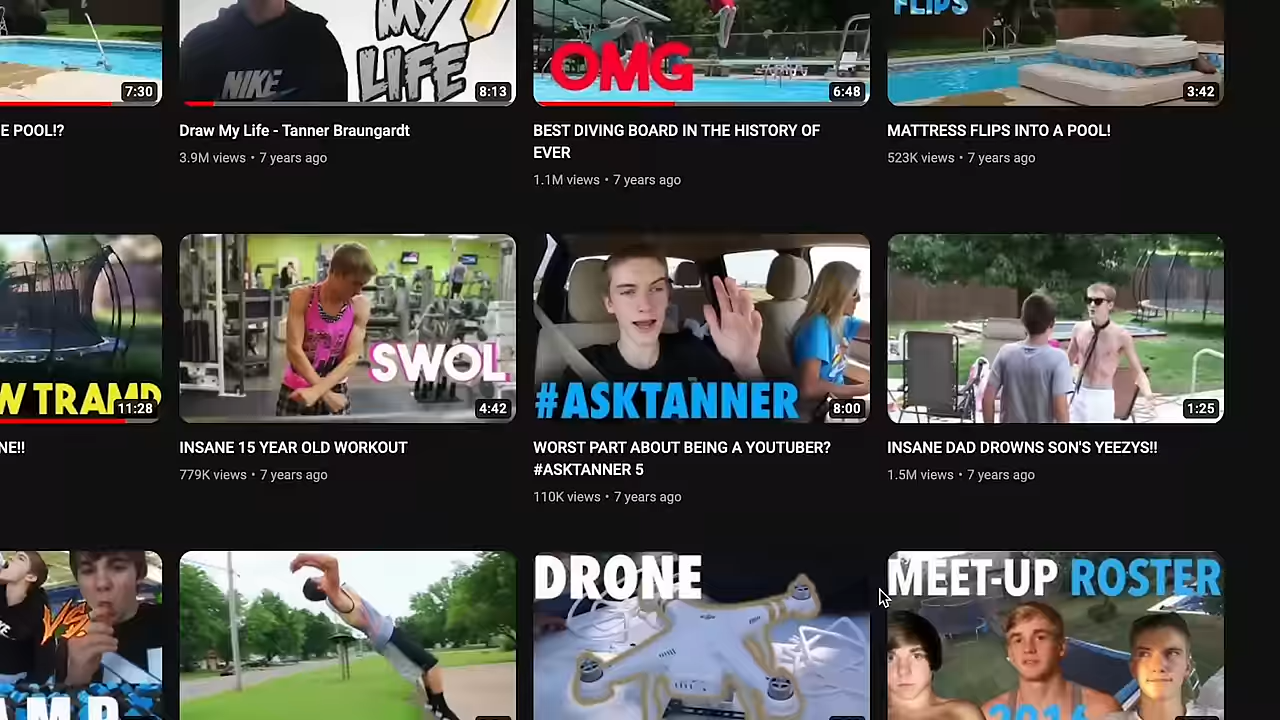 MY
LIFE
NIKE
OMG
FLIPS
7:30
8:13
6:48
3:42
E POOL!?
Draw My Life - Tanner Braungardt
BEST DIVING BOARD IN THE HISTORY OF
EVER
MATTRESS FLIPS INTO A POOL!
3.9M views • 7 years ago
1.1M views • 7 years ago
523K views • 7 years ago
W TRAMP
11:28
SWOL
4:42
#ASKTANNER
8:00
1:25
NE!!
INSANE 15 YEAR OLD WORKOUT
WORST PART ABOUT BEING A YOUTUBER?
#ASKTANNER 5
INSANE DAD DROWNS SON'S YEEZYS!!
779K views • 7 years ago
110K views • 7 years ago
1.5M views • 7 years ago
VS.
DRONE
MEET-UP ROSTER
2016